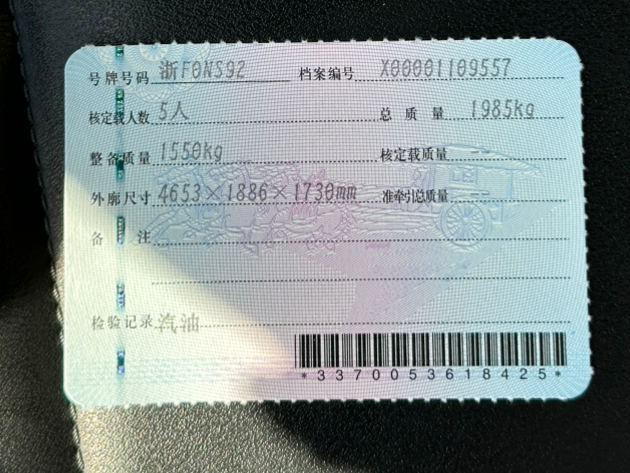 号牌号码 浙F0NS92 档案编号 X00001109557
核定载人数 5人 总质量 1985kg
整备质量 1550kg 核定载质量
外廓尺寸 4653×1886×1730mm 准牵引总质量 --
备注
检验记录 汽油
*3370053618425*